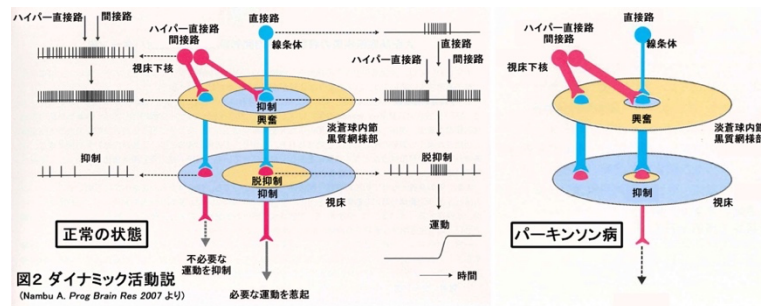 ハイパー直接路 間接路
視床下核
抑制
ハイパー直接路
間接路
直接路
線条体
抑制
興奮
淡蒼球内節
黒質網様部
脱抑制
抑制
視床
直接路
ハイパー直接路 間接路
脱抑制
運動
時間
正常の状態
不必要な
運動を抑制
必要な運動を惹起
図2 ダイナミック活動説
(Nambu A. Prog Brain Res 2007 より)
ハイパー直接路
間接路
視床下核
直接路
線条体
興奮
淡蒼球内節
黒質網様部
抑制
視床
パーキンソン病